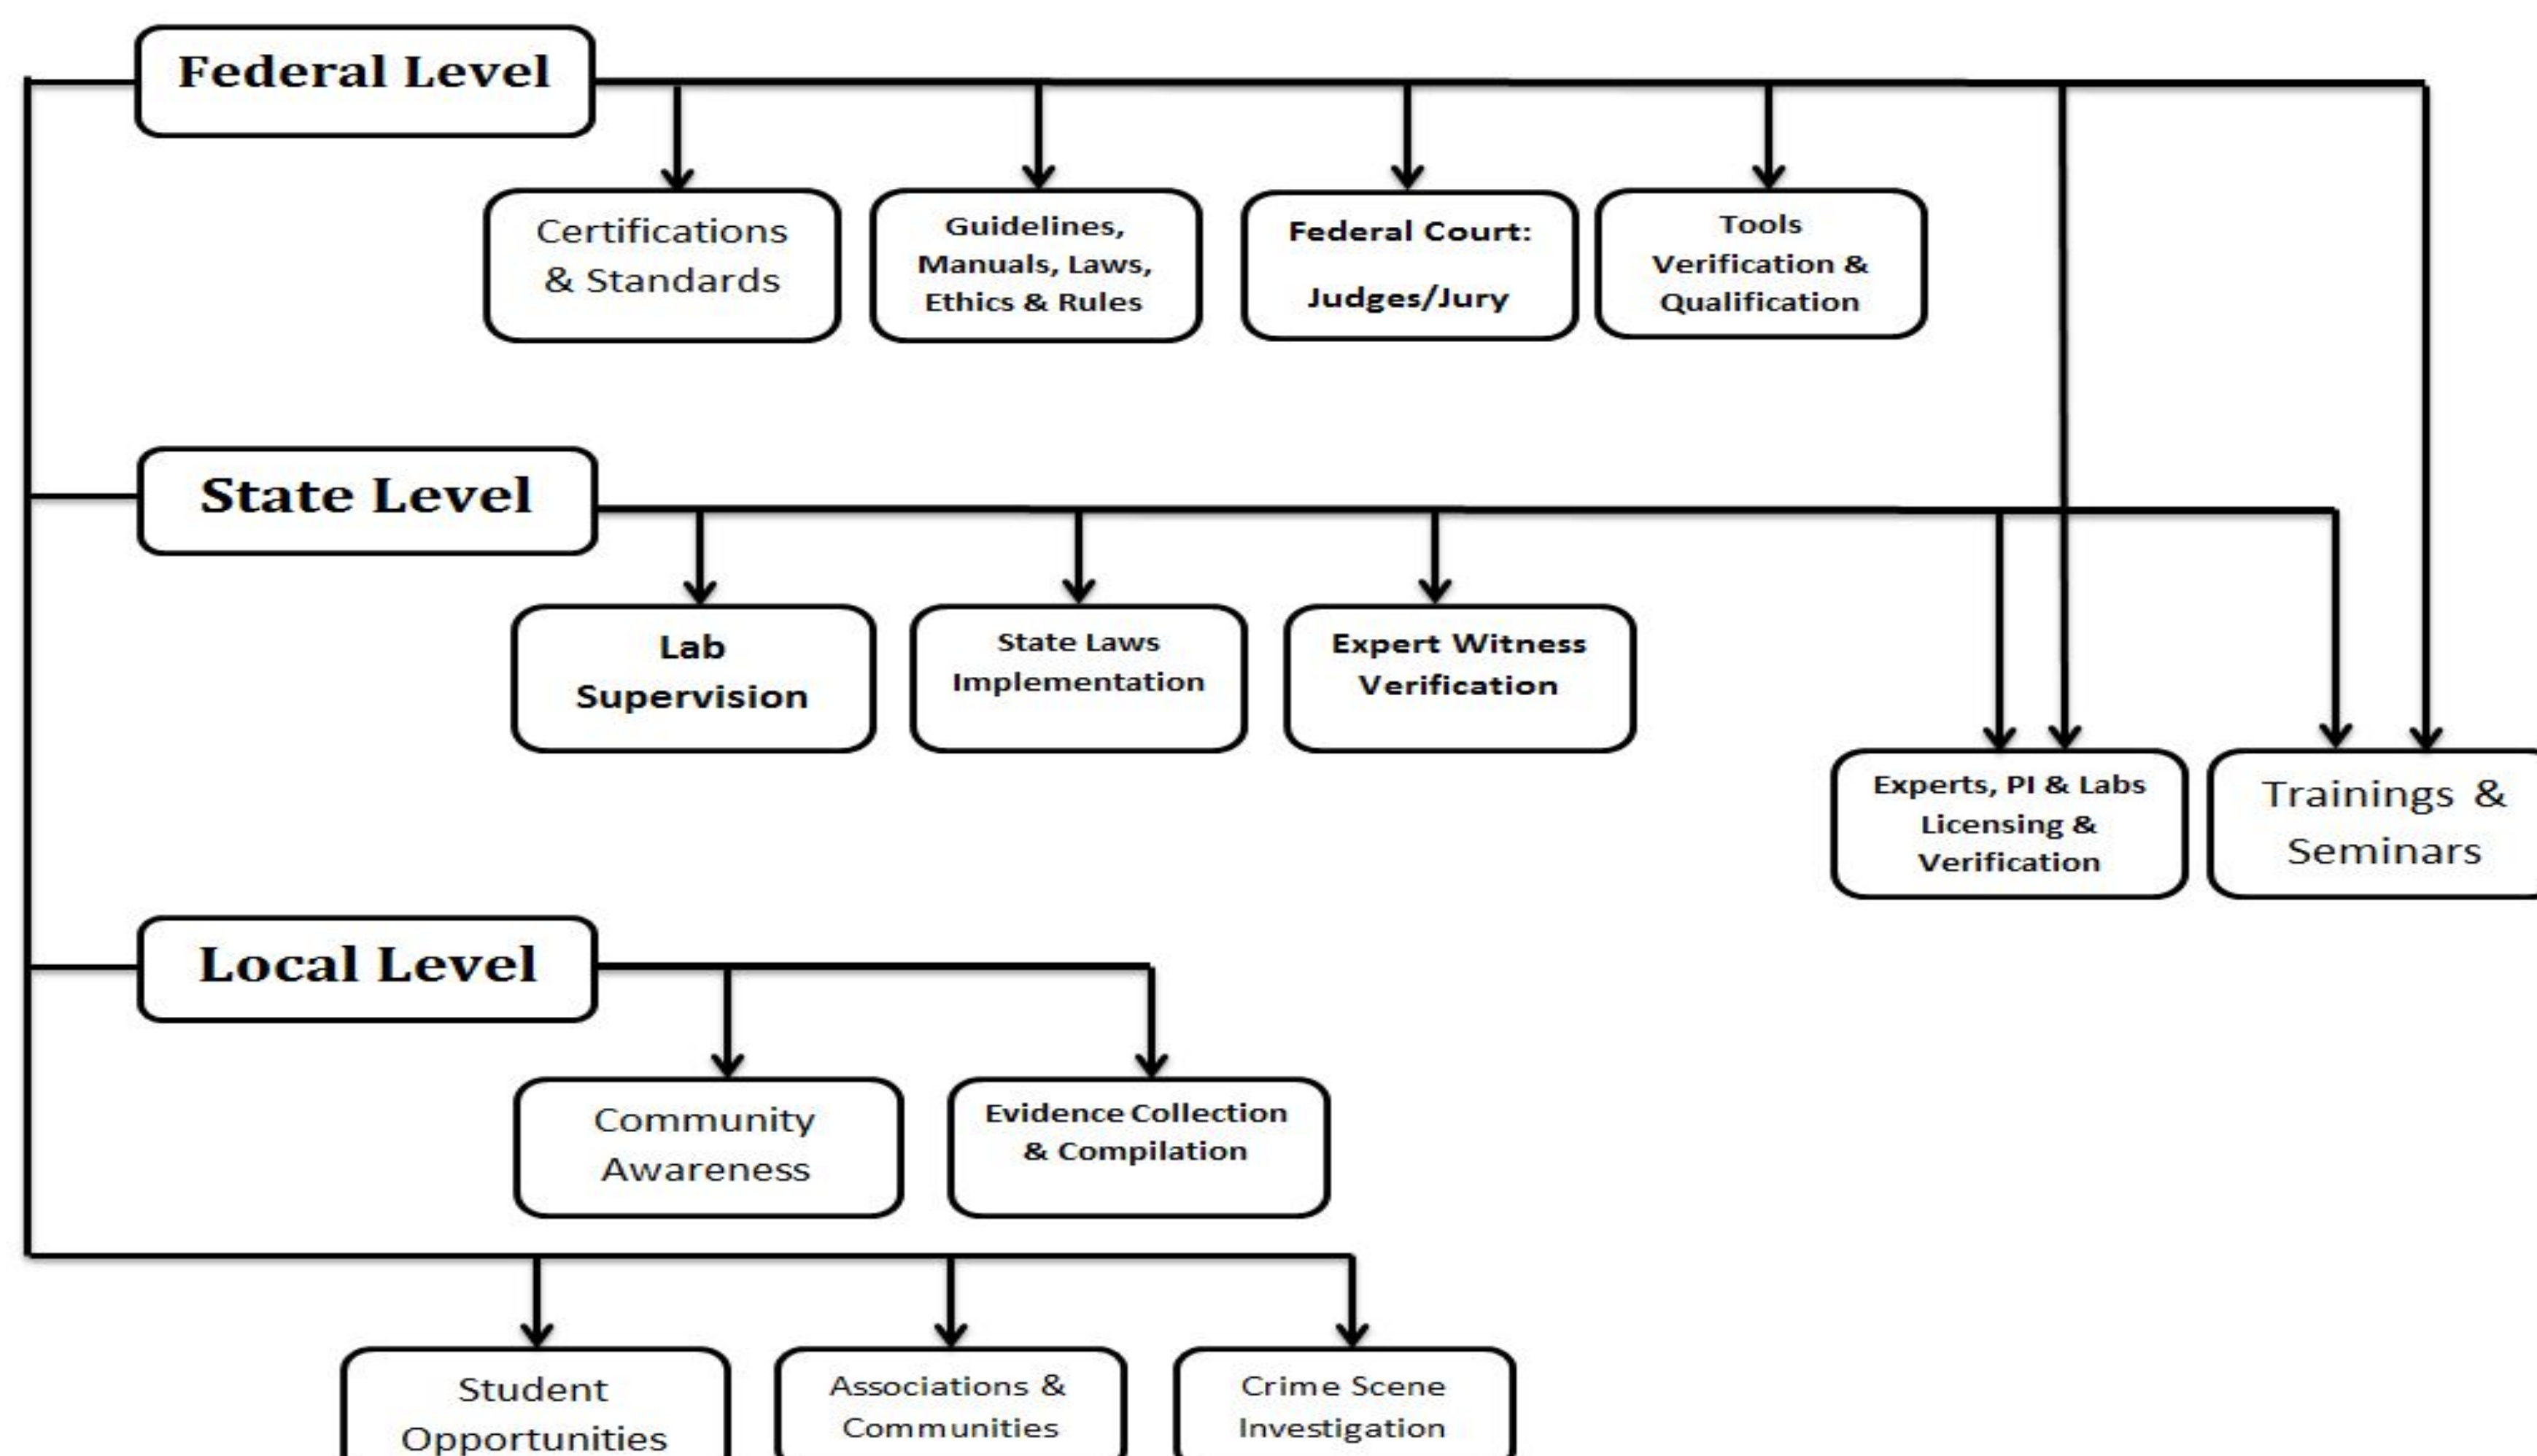 Federal Level
Certifications
& Standards
Guidelines,
Manuals, Laws,
Ethics & Rules
Federal Court:
Judges/Jury
Tools
Verification &
Qualification
State Level
Lab
Supervision
State Laws
Implementation
Expert Witness
Verification
Experts, PI & Labs
Licensing &
Verification
Trainings &
Seminars
Local Level
Community
Awareness
Evidence Collection
& Compilation
Student
Opportunities
Associations &
Communities
Crime Scene
Investigation